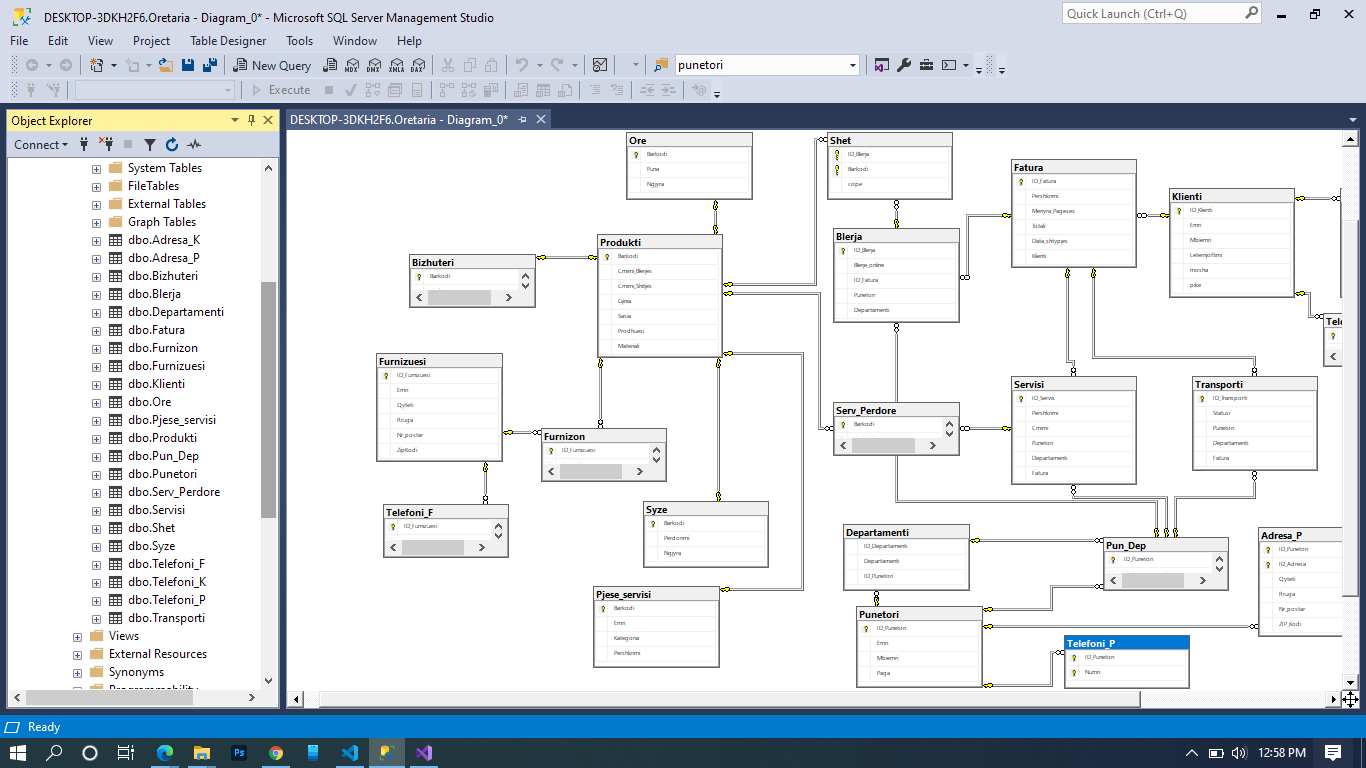 DESKTOP-3DKH2F6.Oretaria - Diagram_0* - Microsoft SQL Server Management Studio
Quick Launch (Ctrl+Q)
File Edit View Project Table Designer Tools Window Help
New Query
MDX DMX XMLA DAX
punetori
Execute
Object Explorer
Connect
System Tables
FileTables
External Tables
Graph Tables
dbo.Adresa_K
dbo.Adresa_P
dbo.Bizhuteri
dbo.Blerja
dbo.Departamenti
dbo.Fatura
dbo.Furnizon
dbo.Furnizuesi
dbo.Klienti
dbo.Ore
dbo.Pjese_servisi
dbo.Produkti
dbo.Pun_Dep
dbo.Punetori
dbo.Serv_Perdore
dbo.Servisi
dbo.Shet
dbo.Syze
dbo.Telefoni_F
dbo.Telefoni_K
dbo.Telefoni_P
dbo.Transporti
Views
External Resources
Synonyms
Programmability
DESKTOP-3DKH2F6.Oretaria - Diagram_0*
Ore
Barkodi
Puna
Ngjyra
Shet
ID_Blerja
Barkodi
copa
Fatura
ID_Fatura
Pershkrimi
Menyra_Pageses
Totali
Data_shtypjes
Klienti
Klienti
ID_Klienti
Emri
Mbiemri
Leternjoftimi
mosha
pike
Produkti
Barkodi
Cmimi_Blerjes
Cmimi_Shitjes
Gjinia
Sasia
Prodhuesi
Materiali
Bizhuteri
Barkodi
Blerja
ID_Blerja
Blerje_online
ID_Fatura
Punetori
Departamenti
Furnizuesi
ID_Furnizuesi
Emri
Qyteti
Rruga
Nr_postar
ZipKodi
Serv_Perdore
Barkodi
Servisi
ID_Servis
Pershkrimi
Cmimi
Punetori
Departamenti
Fatura
Transporti
ID_Transporti
Statusi
Punetori
Departamenti
Fatura
Furnizon
ID_Furnizuesi
Telefoni_F
ID_Furnizuesi
Syze
Barkodi
Perdorimi
Ngjyra
Departamenti
ID_Departamenti
Departamenti
ID_Punetori
Pun_Dep
ID_Punetori
Adresa_P
ID_Punetori
ID_Adresa
Qyteti
Rruga
Nr_postar
ZIP_Kodi
Pjese_servisi
Barkodi
Emri
Kategoria
Pershkrimi
Punetori
ID_Punetori
Emri
Mbiemri
Paga
Telefoni_P
ID_Punetori
Numri
Ready
Ps
12:58 PM